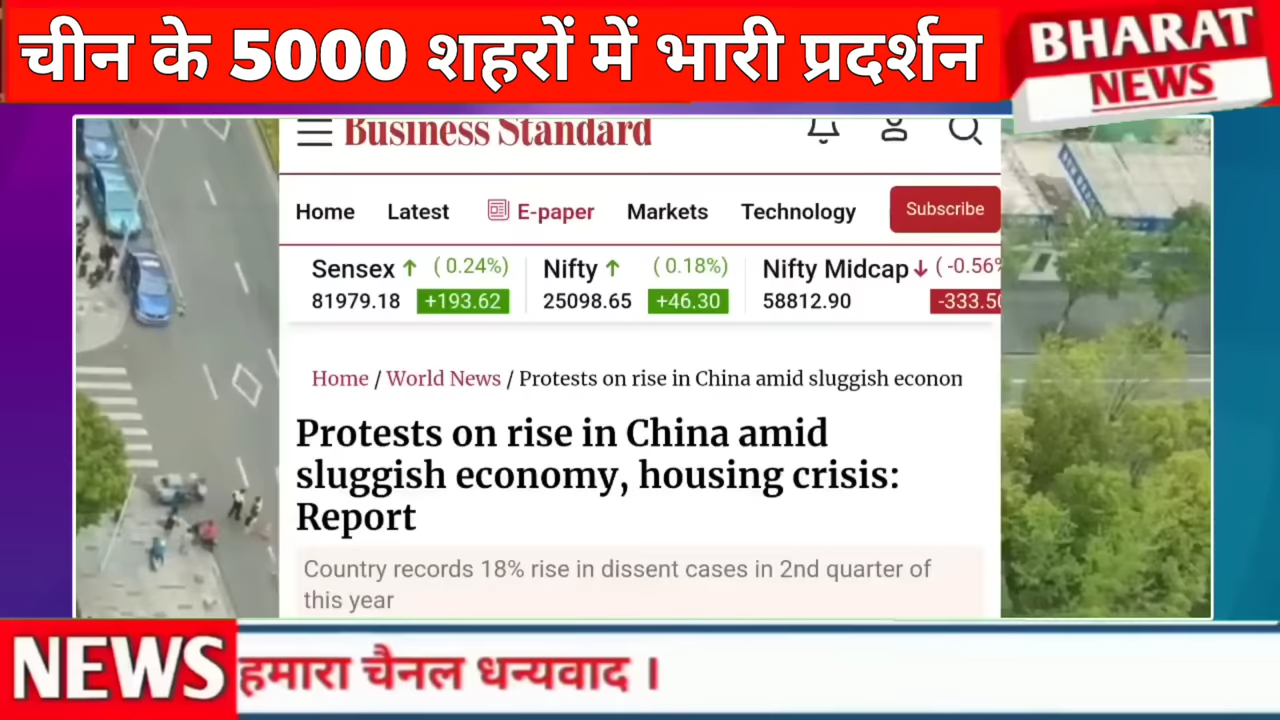 चीन के 5000 शहरों में भारी प्रदर्शन
BHARAT
NEWS
Business Standard
Home Latest E-paper Markets Technology Subscribe
Sensex ( 0.24%) Nifty ( 0.18%) Nifty Midcap ( -0.56%
81979.18 +193.62 25098.65 +46.30 58812.90 -333.50
Home / World News / Protests on rise in China amid sluggish econon
Protests on rise in China amid
sluggish economy, housing crisis:
Report
Country records 18% rise in dissent cases in 2nd quarter of
this year
NEWS हमारा चैनल धन्यवाद ।